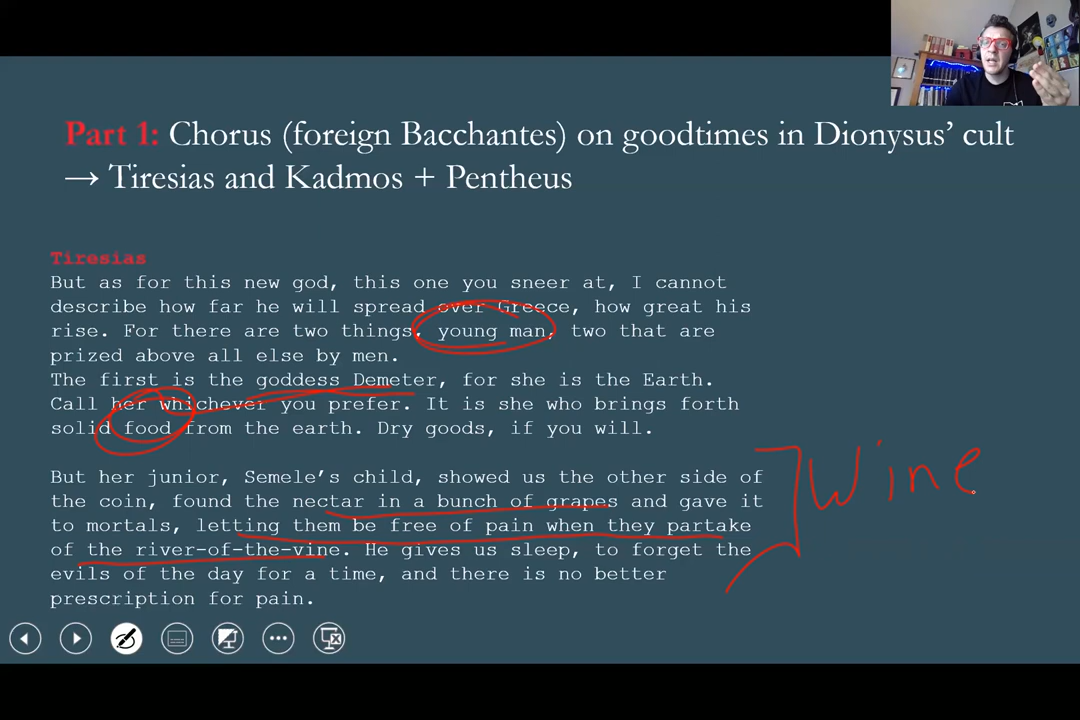 Part 1: Chorus (foreign Bacchantes) on goodtimes in Dionysus’ cult
→ Tiresias and Kadmos + Pentheus
Tiresias
But as for this new god, this one you sneer at, I cannot
describe how far he will spread over Greece, how great his
rise. For there are two things, young man, two that are
prized above all else by men.
The first is the goddess Demeter, for she is the Earth.
Call her whichever you prefer. It is she who brings forth
solid food from the earth. Dry goods, if you will.
But her junior, Semele’s child, showed us the other side of
the coin, found the nectar in a bunch of grapes and gave it
to mortals, letting them be free of pain when they partake
of the river-of-the-vine. He gives us sleep, to forget the
evils of the day for a time, and there is no better
prescription for pain.
Wine